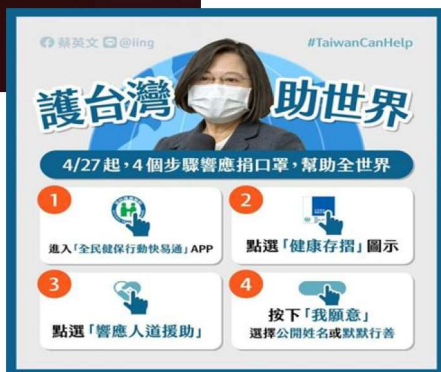 蔡英文 @iing
#TaiwanCanHelp
護台灣 助世界
4/27起,4個步驟響應捐口罩,幫助全世界
1
進入「全民健保行動快易通」APP
2
點選「健康存摺」圖示
3
點選「響應人道援助」
4
按下「我願意」
選擇公開姓名或默默行善